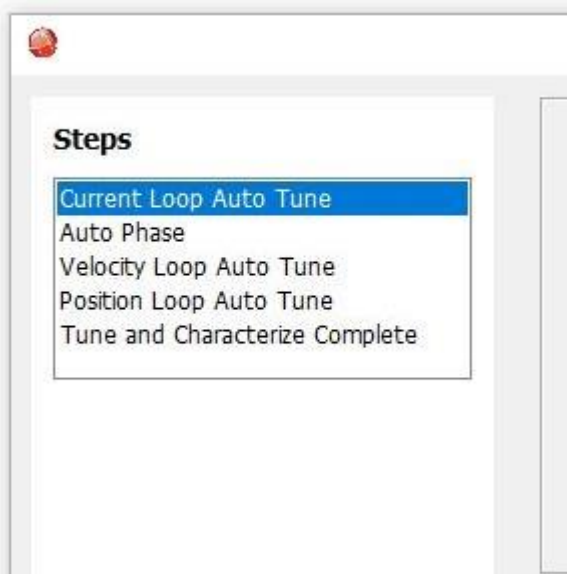 Steps
Current Loop Auto Tune
Auto Phase
Velocity Loop Auto Tune
Position Loop Auto Tune
Tune and Characterize Complete